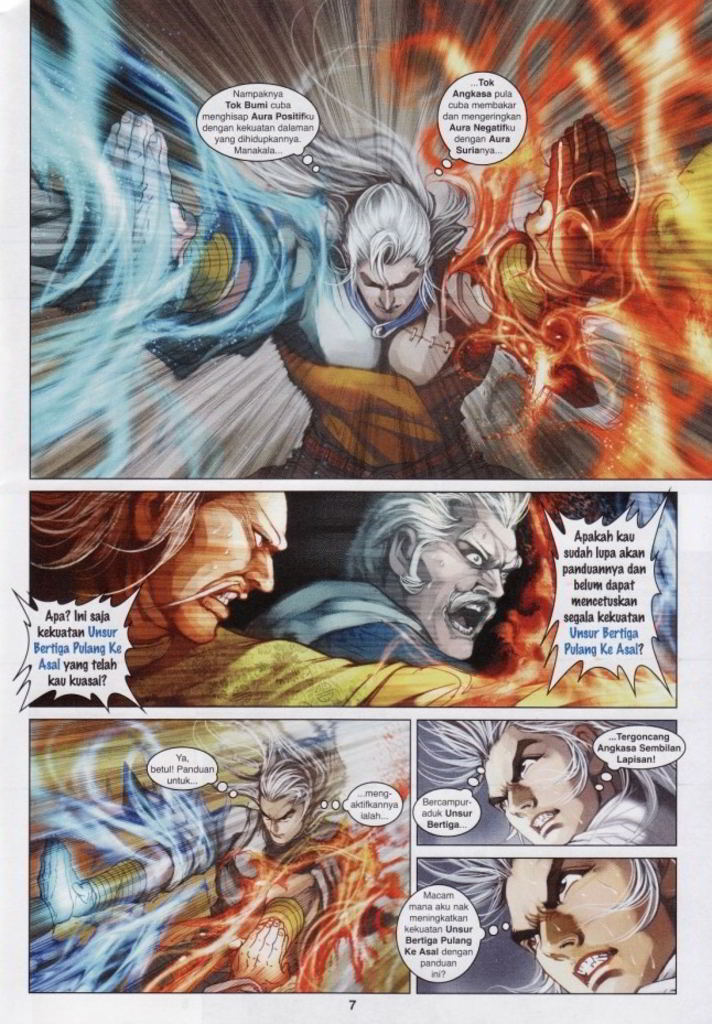 Nampaknya
Tok Bumi cuba
menghisap Aura Positifku
dengan kekuatan dalaman
yang dihidupkannya.
Manakala...
...Tok
Angkasa pula
cuba membakar
dan mengeringkan
Aura Negatifku
dengan Aura
Surianya...
Apa? Ini saja
kekuatan Unsur
Bertiga Pulang Ke
Asal yang telah
kau kuasai?
Apakah kau
sudah lupa akan
panduannya dan
belum dapat
mencetuskan
segala kekuatan
Unsur Bertiga
Pulang Ke Asal?
Ya,
betul! Panduan
untuk...
...meng-
aktifkannya
ialah...
Bercampur-
aduk Unsur
Bertiga...
...Tergoncang
Angkasa Sembilan
Lapisan!
Macam
mana aku nak
meningkatkan
kekuatan Unsur
Bertiga Pulang
Ke Asal dengan
panduan
ini?
7